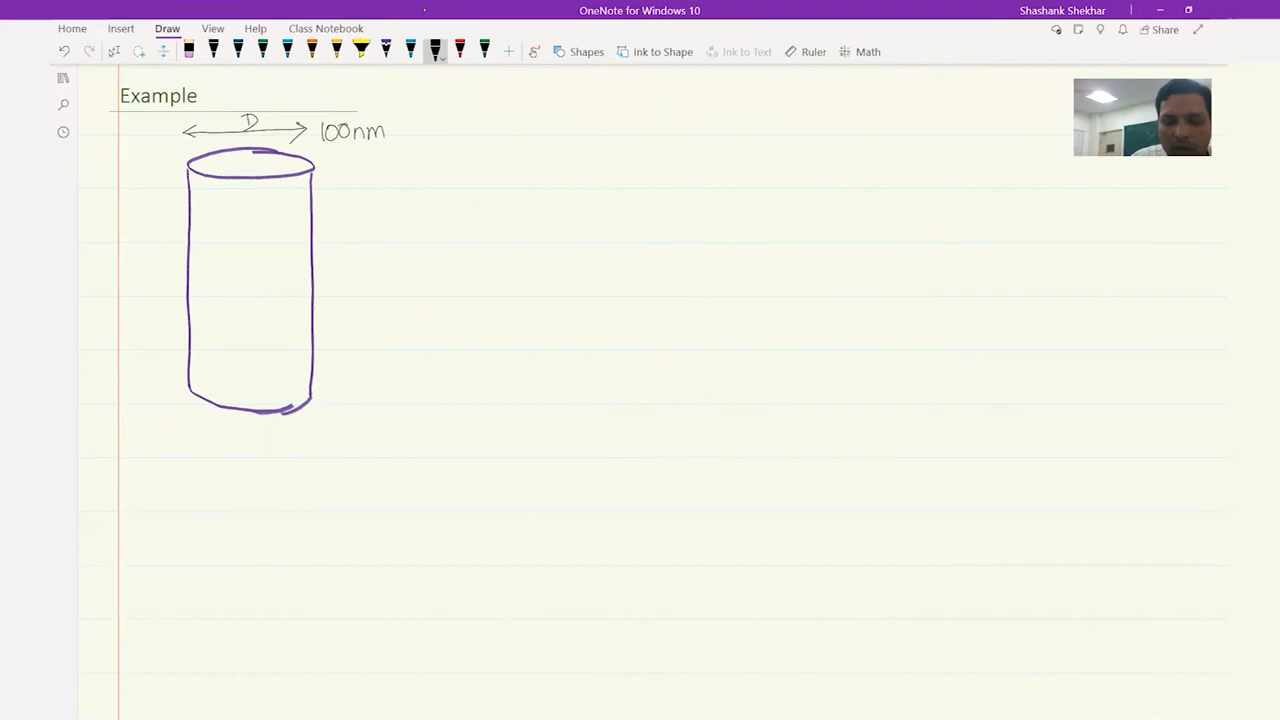 OneNote for Windows 10
Shashank Shekhar
Home Insert Draw View Help Class Notebook
Share
Shapes Ink to Shape Ink to Text Ruler Math
Example
D
100nm